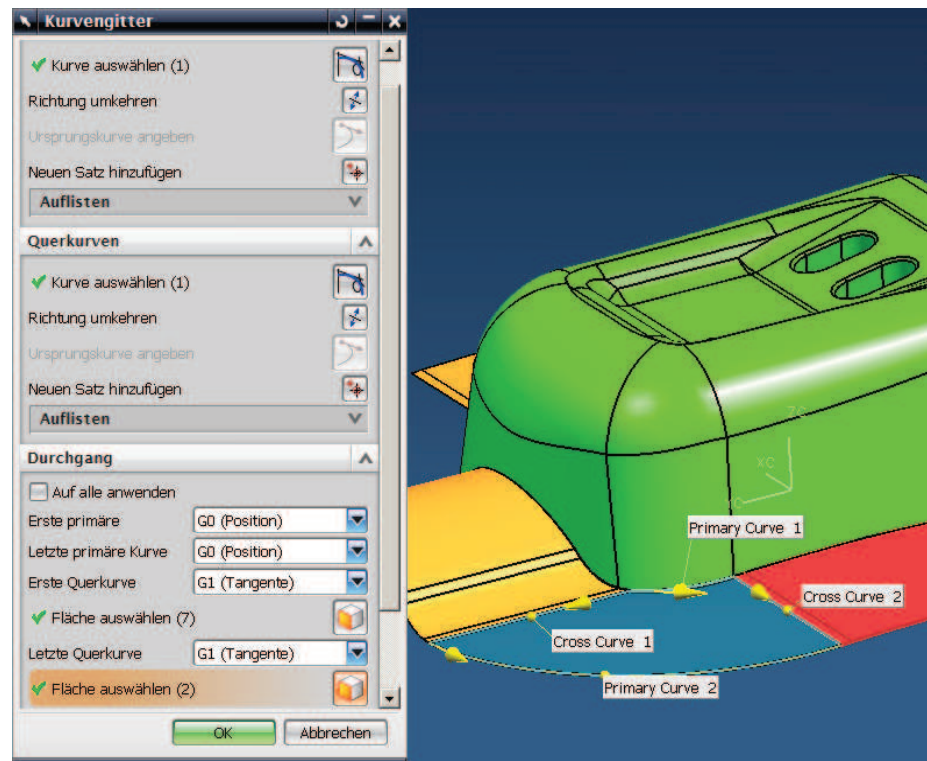 Kurvengitter
Kurve auswählen (1)
Richtung umkehren
Ursprungskurve angeben
Neuen Satz hinzufügen
Auflisten
Querkurven
Kurve auswählen (1)
Richtung umkehren
Ursprungskurve angeben
Neuen Satz hinzufügen
Auflisten
Durchgang
Auf alle anwenden
Erste primäre G0 (Position)
Letzte primäre Kurve G0 (Position)
Erste Querkurve G1 (Tangente)
Fläche auswählen (7)
Letzte Querkurve G1 (Tangente)
Fläche auswählen (2)
OK Abbrechen
ZC
XC
YC
Primary Curve 1
Cross Curve 2
Cross Curve 1
Primary Curve 2